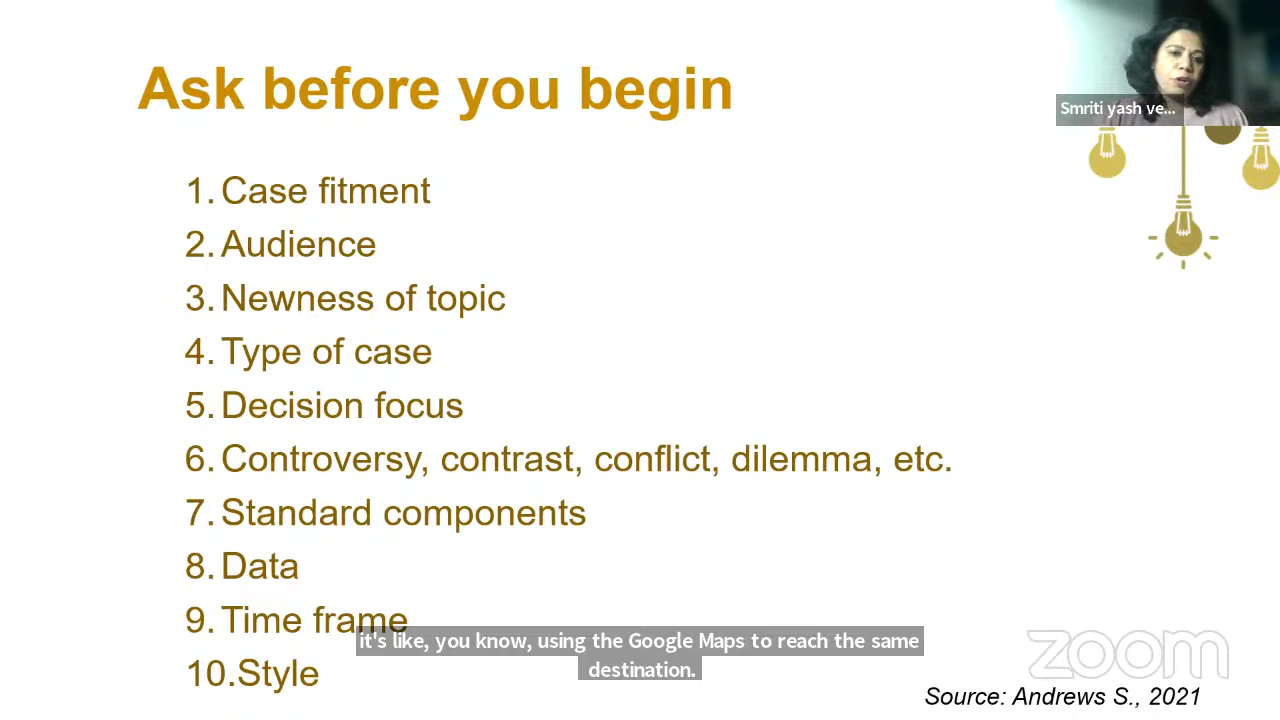 Ask before you begin
Smriti yash ve...
1. Case fitment
2. Audience
3. Newness of topic
4. Type of case
5. Decision focus
6. Controversy, contrast, conflict, dilemma, etc.
7. Standard components
8. Data
9. Time frame
it's like, you know, using the Google Maps to reach the same
destination.
10.Style
zoom
Source: Andrews S., 2021